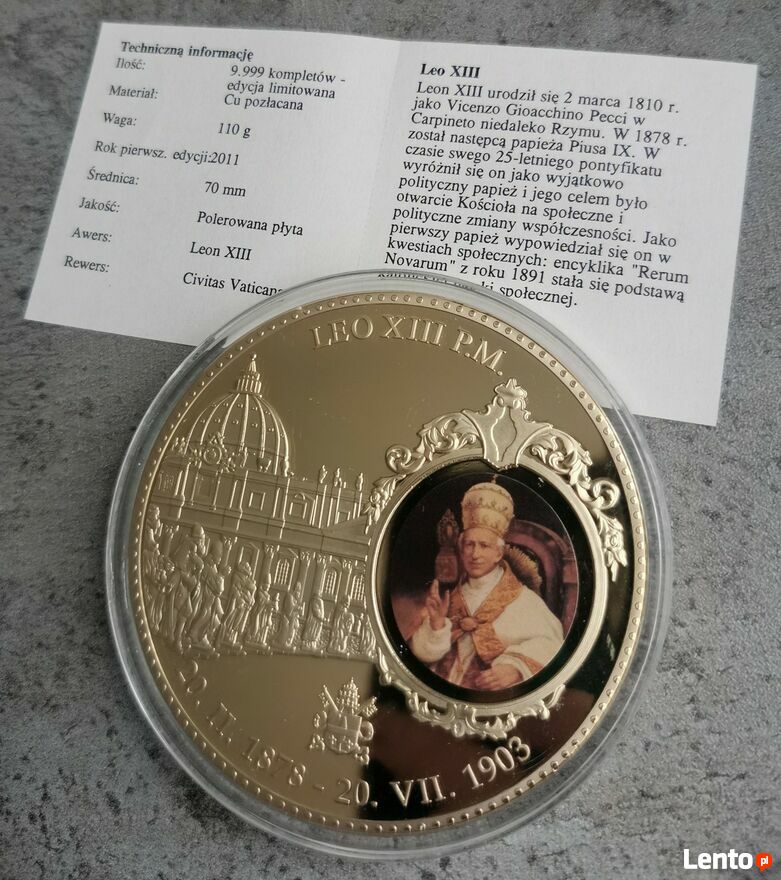 Techniczną informację
Ilość: 9.999 kompletów -
edycja limitowana
Materiał: Cu pozłacana
Waga: 110 g
Rok pierwsz. edycji:2011
Średnica: 70 mm
Jakość: Polerowana płyta
Awers: Leon XIII
Rewers: Civitas Vaticana
Leo XIII
Leon XIII urodził się 2 marca 1810 r.
jako Vicenzo Gioacchino Pecci w
Carpineto niedaleko Rzymu. W 1878 r.
został następcą papieża Piusa IX. W
czasie swego 25-letniego pontyfikatu
wyróżnił się on jako wyjątkowo
polityczny papież i jego celem było
otwarcie Kościoła na społeczne i
polityczne zmiany współczesności. Jako
pierwszy papież wypowiedział się on w
kwestiach społecznych: encyklika "Rerum
Novarum" z roku 1891 stała się podstawą
społecznej.
LEO XIII P.M.
20. II. 1878 - 20. VII. 1903
Lento.pl